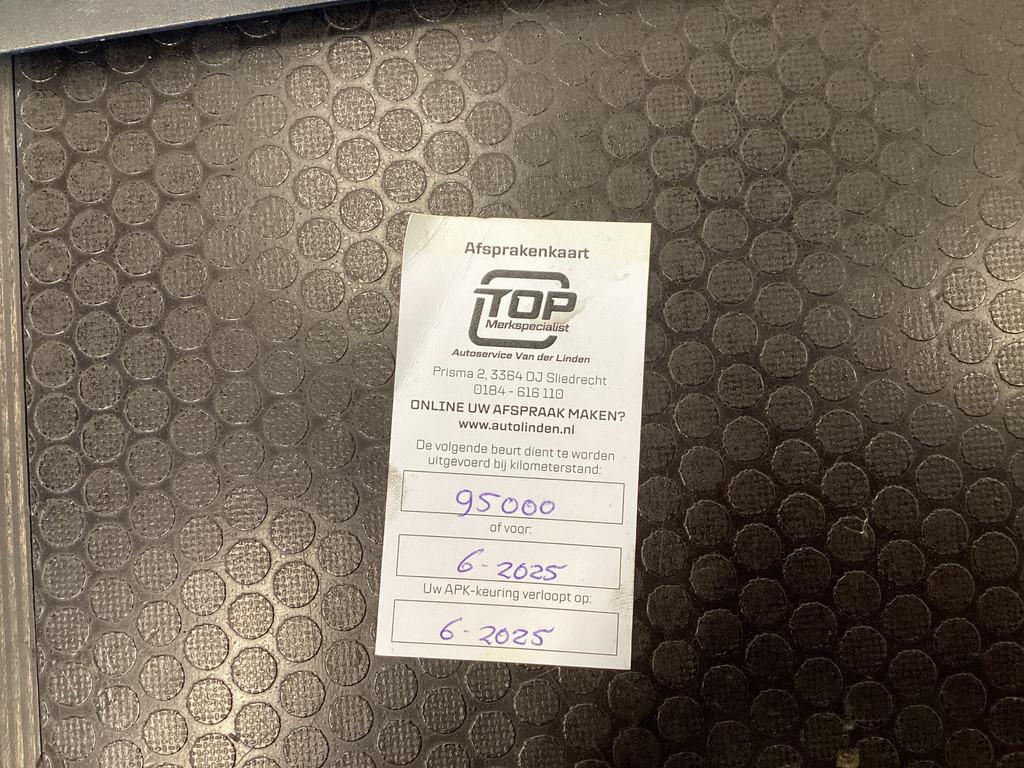 Afsprakenkaart
TOP
Merkspecialist
Autoservice Van der Linden
Prisma 2, 3364 DJ Sliedrecht
0184 - 616 110
ONLINE UW AFSPRAAK MAKEN?
www.autolinden.nl
De volgende beurt dient te worden
uitgevoerd bij kilometerstand:
95000
of voor:
6-2025
Uw APK-keuring verloopt op:
6-2025